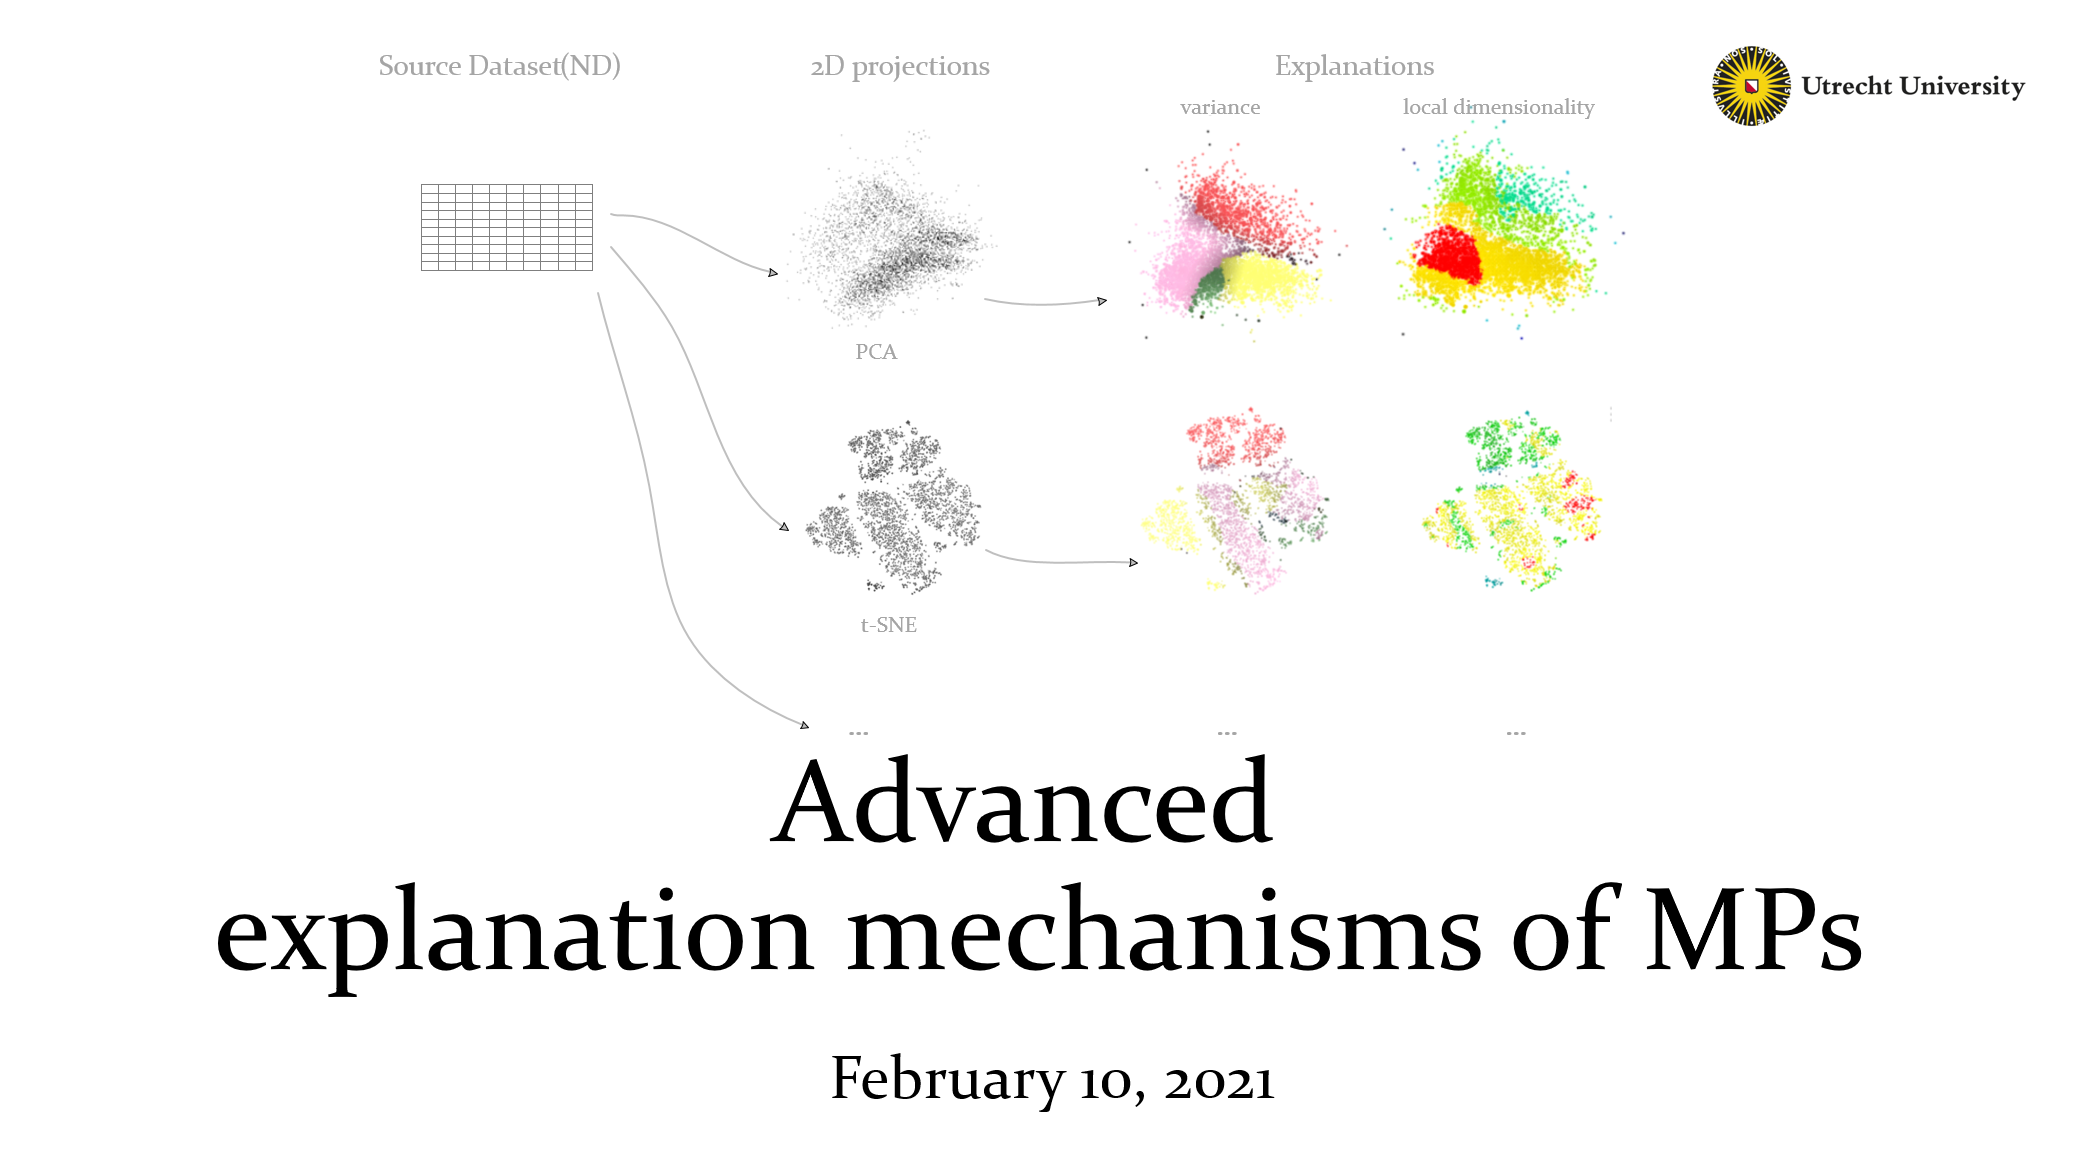 Source Dataset(ND)
2D projections
Explanations
variance
local dimensionality
Utrecht University
PCA
t-SNE
...
...
...
Advanced
explanation mechanisms of MPs
February 10, 2021